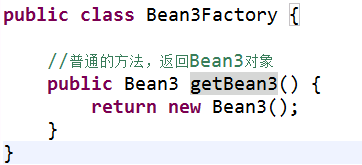 public class Bean3Factory {
//普通的方法，返回Bean3对象
public Bean3 getBean3() {
return new Bean3();
}
}